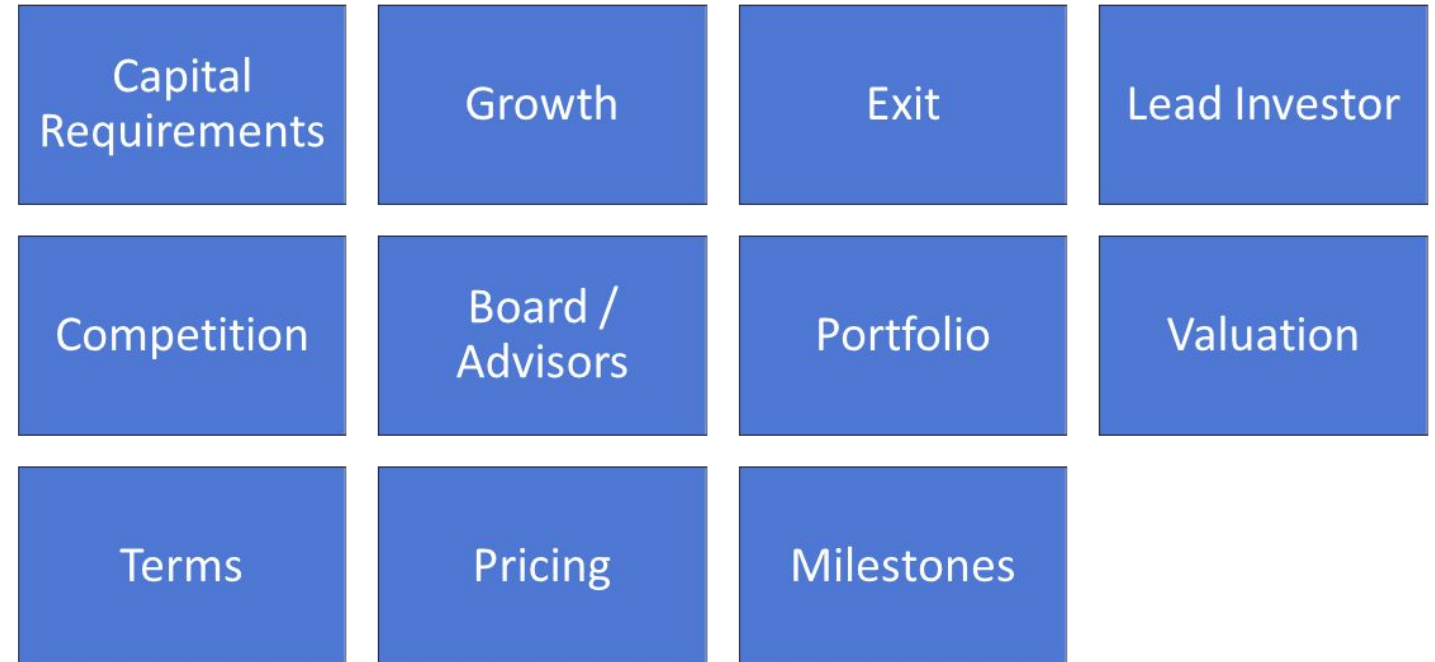 Capital
Requirements
Growth
Exit
Lead Investor
Competition
Board /
Advisors
Portfolio
Valuation
Terms
Pricing
Milestones